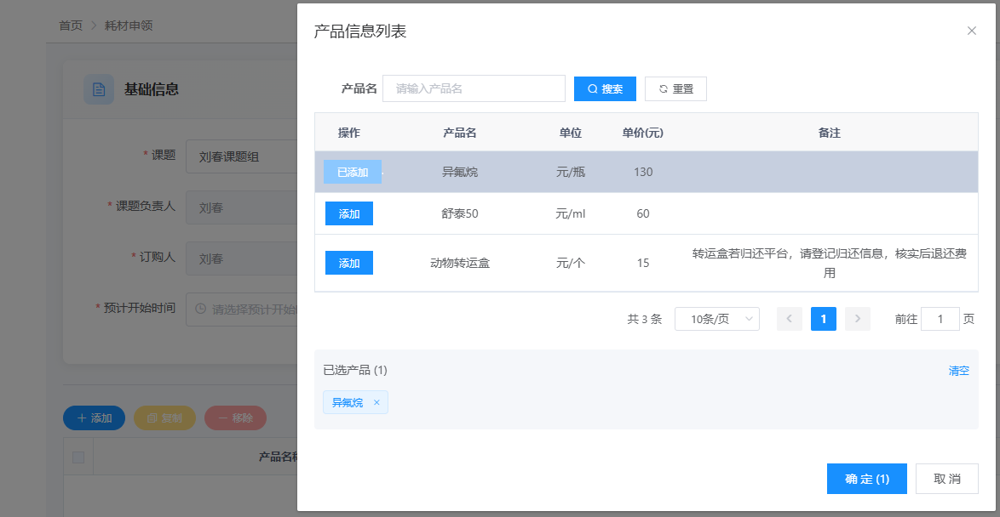 首页 > 耗材申领
基础信息
* 课题 刘春课题组
* 课题负责人 刘春
* 订购人 刘春
* 预计开始时间 请选择预计开始
+ 添加 复制 — 移除
产品名称
产品信息列表
产品名 请输入产品名 搜索 重置
操作 产品名 单位 单价(元) 备注
已添加 异氟烷 元/瓶 130
添加 舒泰50 元/ml 60
添加 动物转运盒 元/个 15 转运盒若归还平台，请登记归还信息，核实后退还费
用
共 3 条 10条/页 < 1 > 前往 1 页
已选产品 (1) 清空
异氟烷 ×
确 定 (1) 取 消